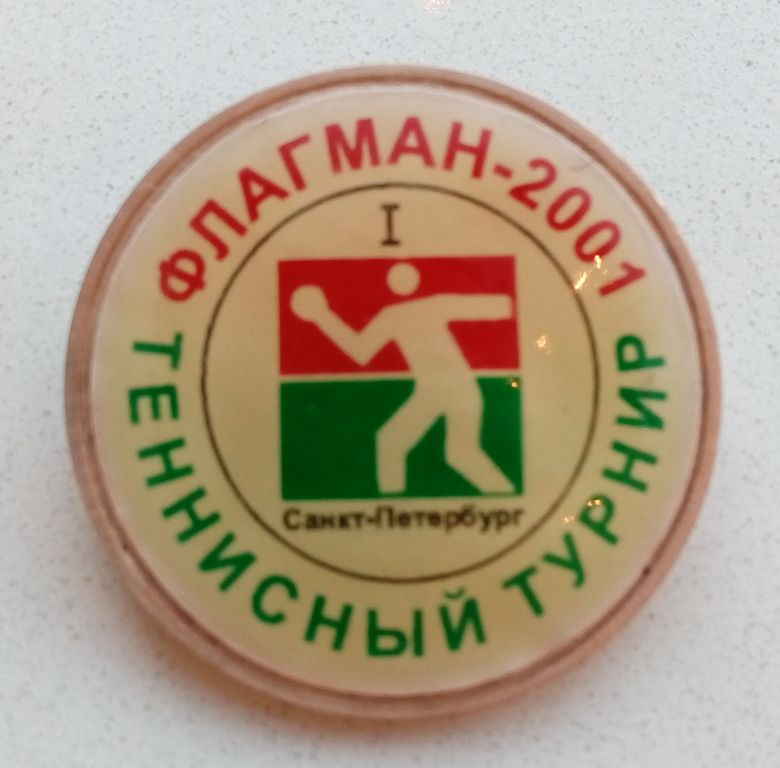 ФЛАГМАН-2001
I
Санкт-Петербург
ТЕННИСНЫЙ ТУРНИР